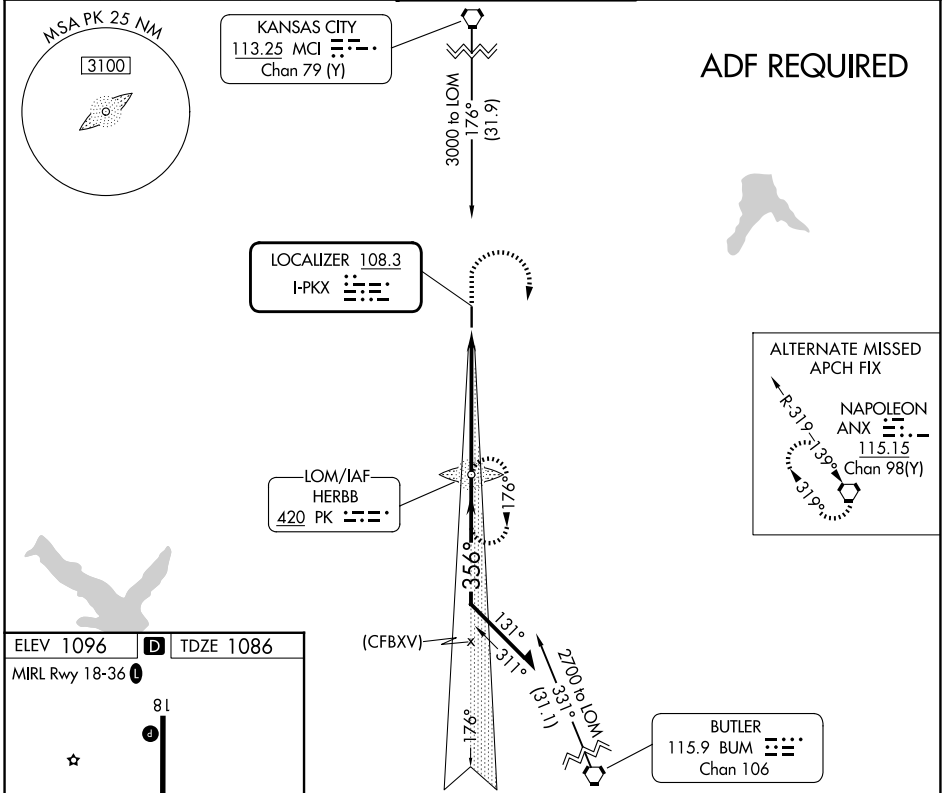 MSA PK 25 NM
3100
KANSAS CITY
113.25 MCI
Chan 79 (Y)
ADF REQUIRED
3000 to LOM
176°
(31.9)
LOCALIZER 108.3
I-PKX
ALTERNATE MISSED
APCH FIX
R-319
139°
319°
NAPOLEON
ANX
115.15
Chan 98(Y)
LOM/IAF
HERBB
420 PK
176°
356°
(CFBXV)
131°
311°
2700 to LOM
331°
(31.1)
176°
BUTLER
115.9 BUM
Chan 106
ELEV 1096
D
TDZE 1086
MIRL Rwy 18-36 L
18
P